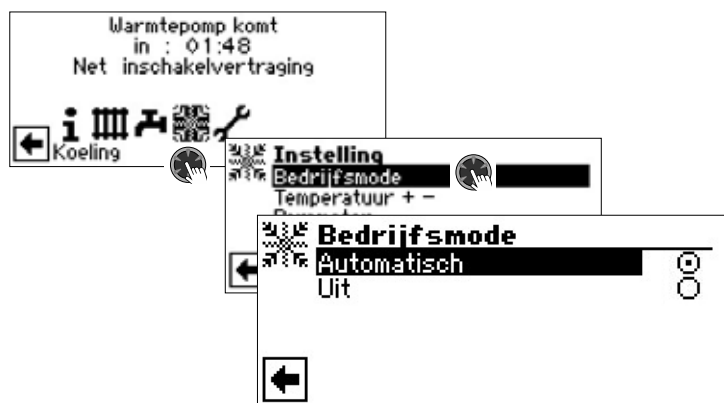 Warmtepomp komt
in : 01:48
Net inschakelvertraging
Koeling
Instelling
Bedrijfsmode
Temperatuur + -
Bedrijfsmode
Automatisch
Uit